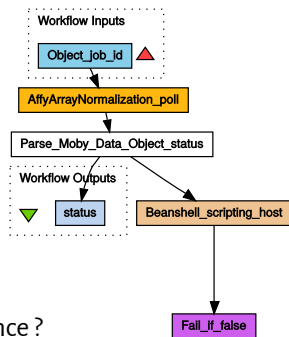 Workflow Inputs
Object_job_id
AffyArrayNormalization_poll
Parse_Moby_Data_Object_status
Workflow Outputs
status
Beanshell_scripting_host
Fail_if_false